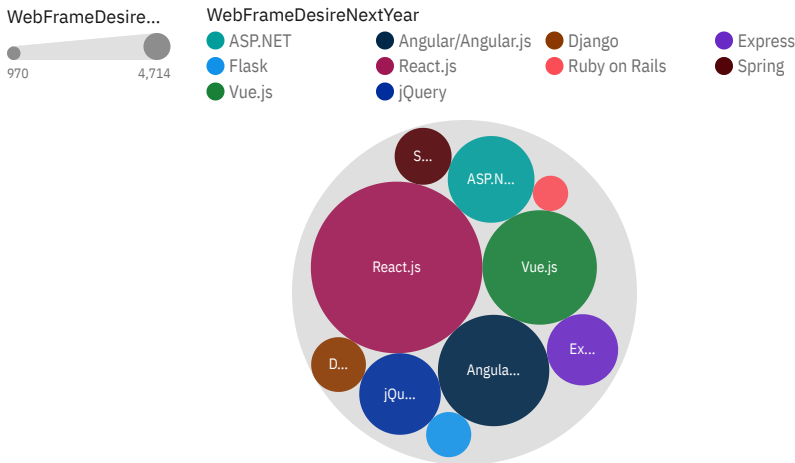 WebFrameDesire...
970 4,714
WebFrameDesireNextYear
ASP.NET Angular/Angular.js Django Express
Flask React.js Ruby on Rails Spring
Vue.js jQuery
S...
ASP.N...
React.js Vue.js
Ex...
D... Angula...
jQu...